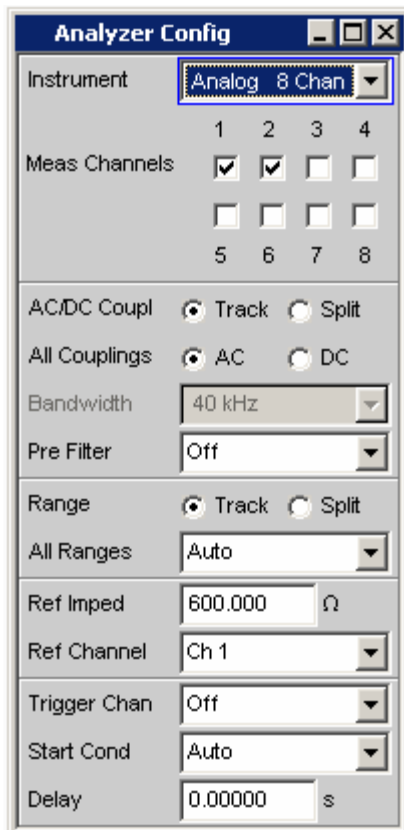 Analyzer Config
Instrument Analog 8 Chan
1 2 3 4
Meas Channels
5 6 7 8
AC/DC Coupl Track Split
All Couplings AC DC
Bandwidth 40 kHz
Pre Filter Off
Range Track Split
All Ranges Auto
Ref Imped 600.000 Ω
Ref Channel Ch 1
Trigger Chan Off
Start Cond Auto
Delay 0.00000 s